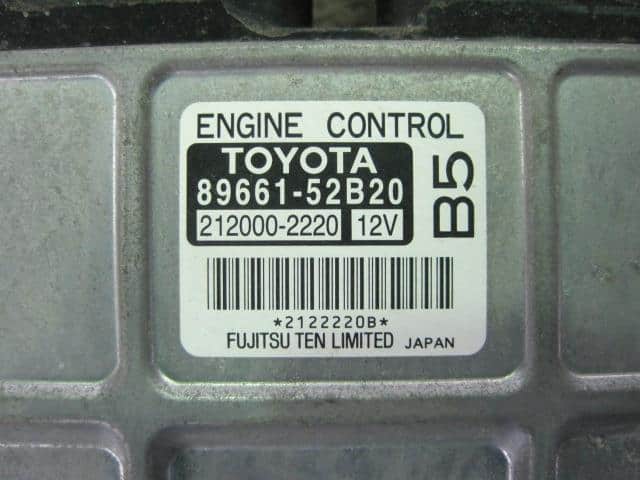 ENGINE CONTROL
TOYOTA
89661-52B20
212000-2220 12V
B5
*2122220B*
FUJITSU TEN LIMITED JAPAN